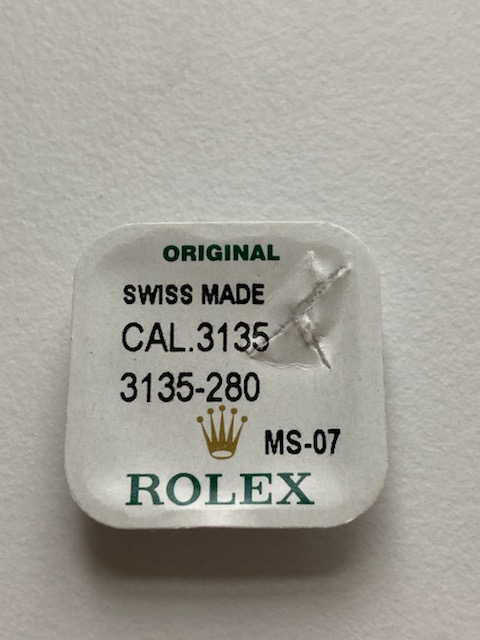 ORIGINAL
SWISS MADE
CAL.3135
3135-280
MS-07
ROLEX